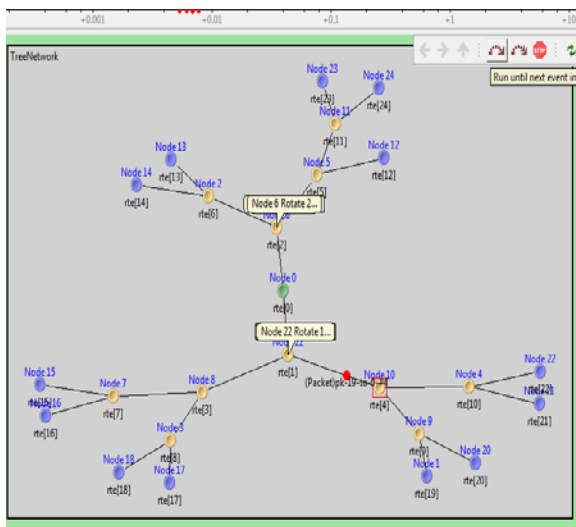 +0.001
+0.01
+0.1
+1
+10
TreeNetwork
STOP
Run until next event in
Node 23
rte[23]
Node 24
rte[24]
Node 11
rte[11]
Node 13
rte[13]
Node 14
rte[14]
Node 2
rte[6]
Node 5
rte[5]
Node 12
rte[12]
Node 6 Rotate 2...
rte[2]
Node 0
rte[0]
Node 22 Rotate 1...
rte[1]
(Packet)pk-19-to
Node 10
rte[4]
Node 4
rte[10]
Node 22
rte[22]
rte[21]
Node 15
Node 7
rte[7]
rte[16]
Node 8
rte[3]
rte[8]
Node 18
rte[18]
Node 17
rte[17]
Node 9
rte[9]
Node 1
rte[19]
Node 20
rte[20]